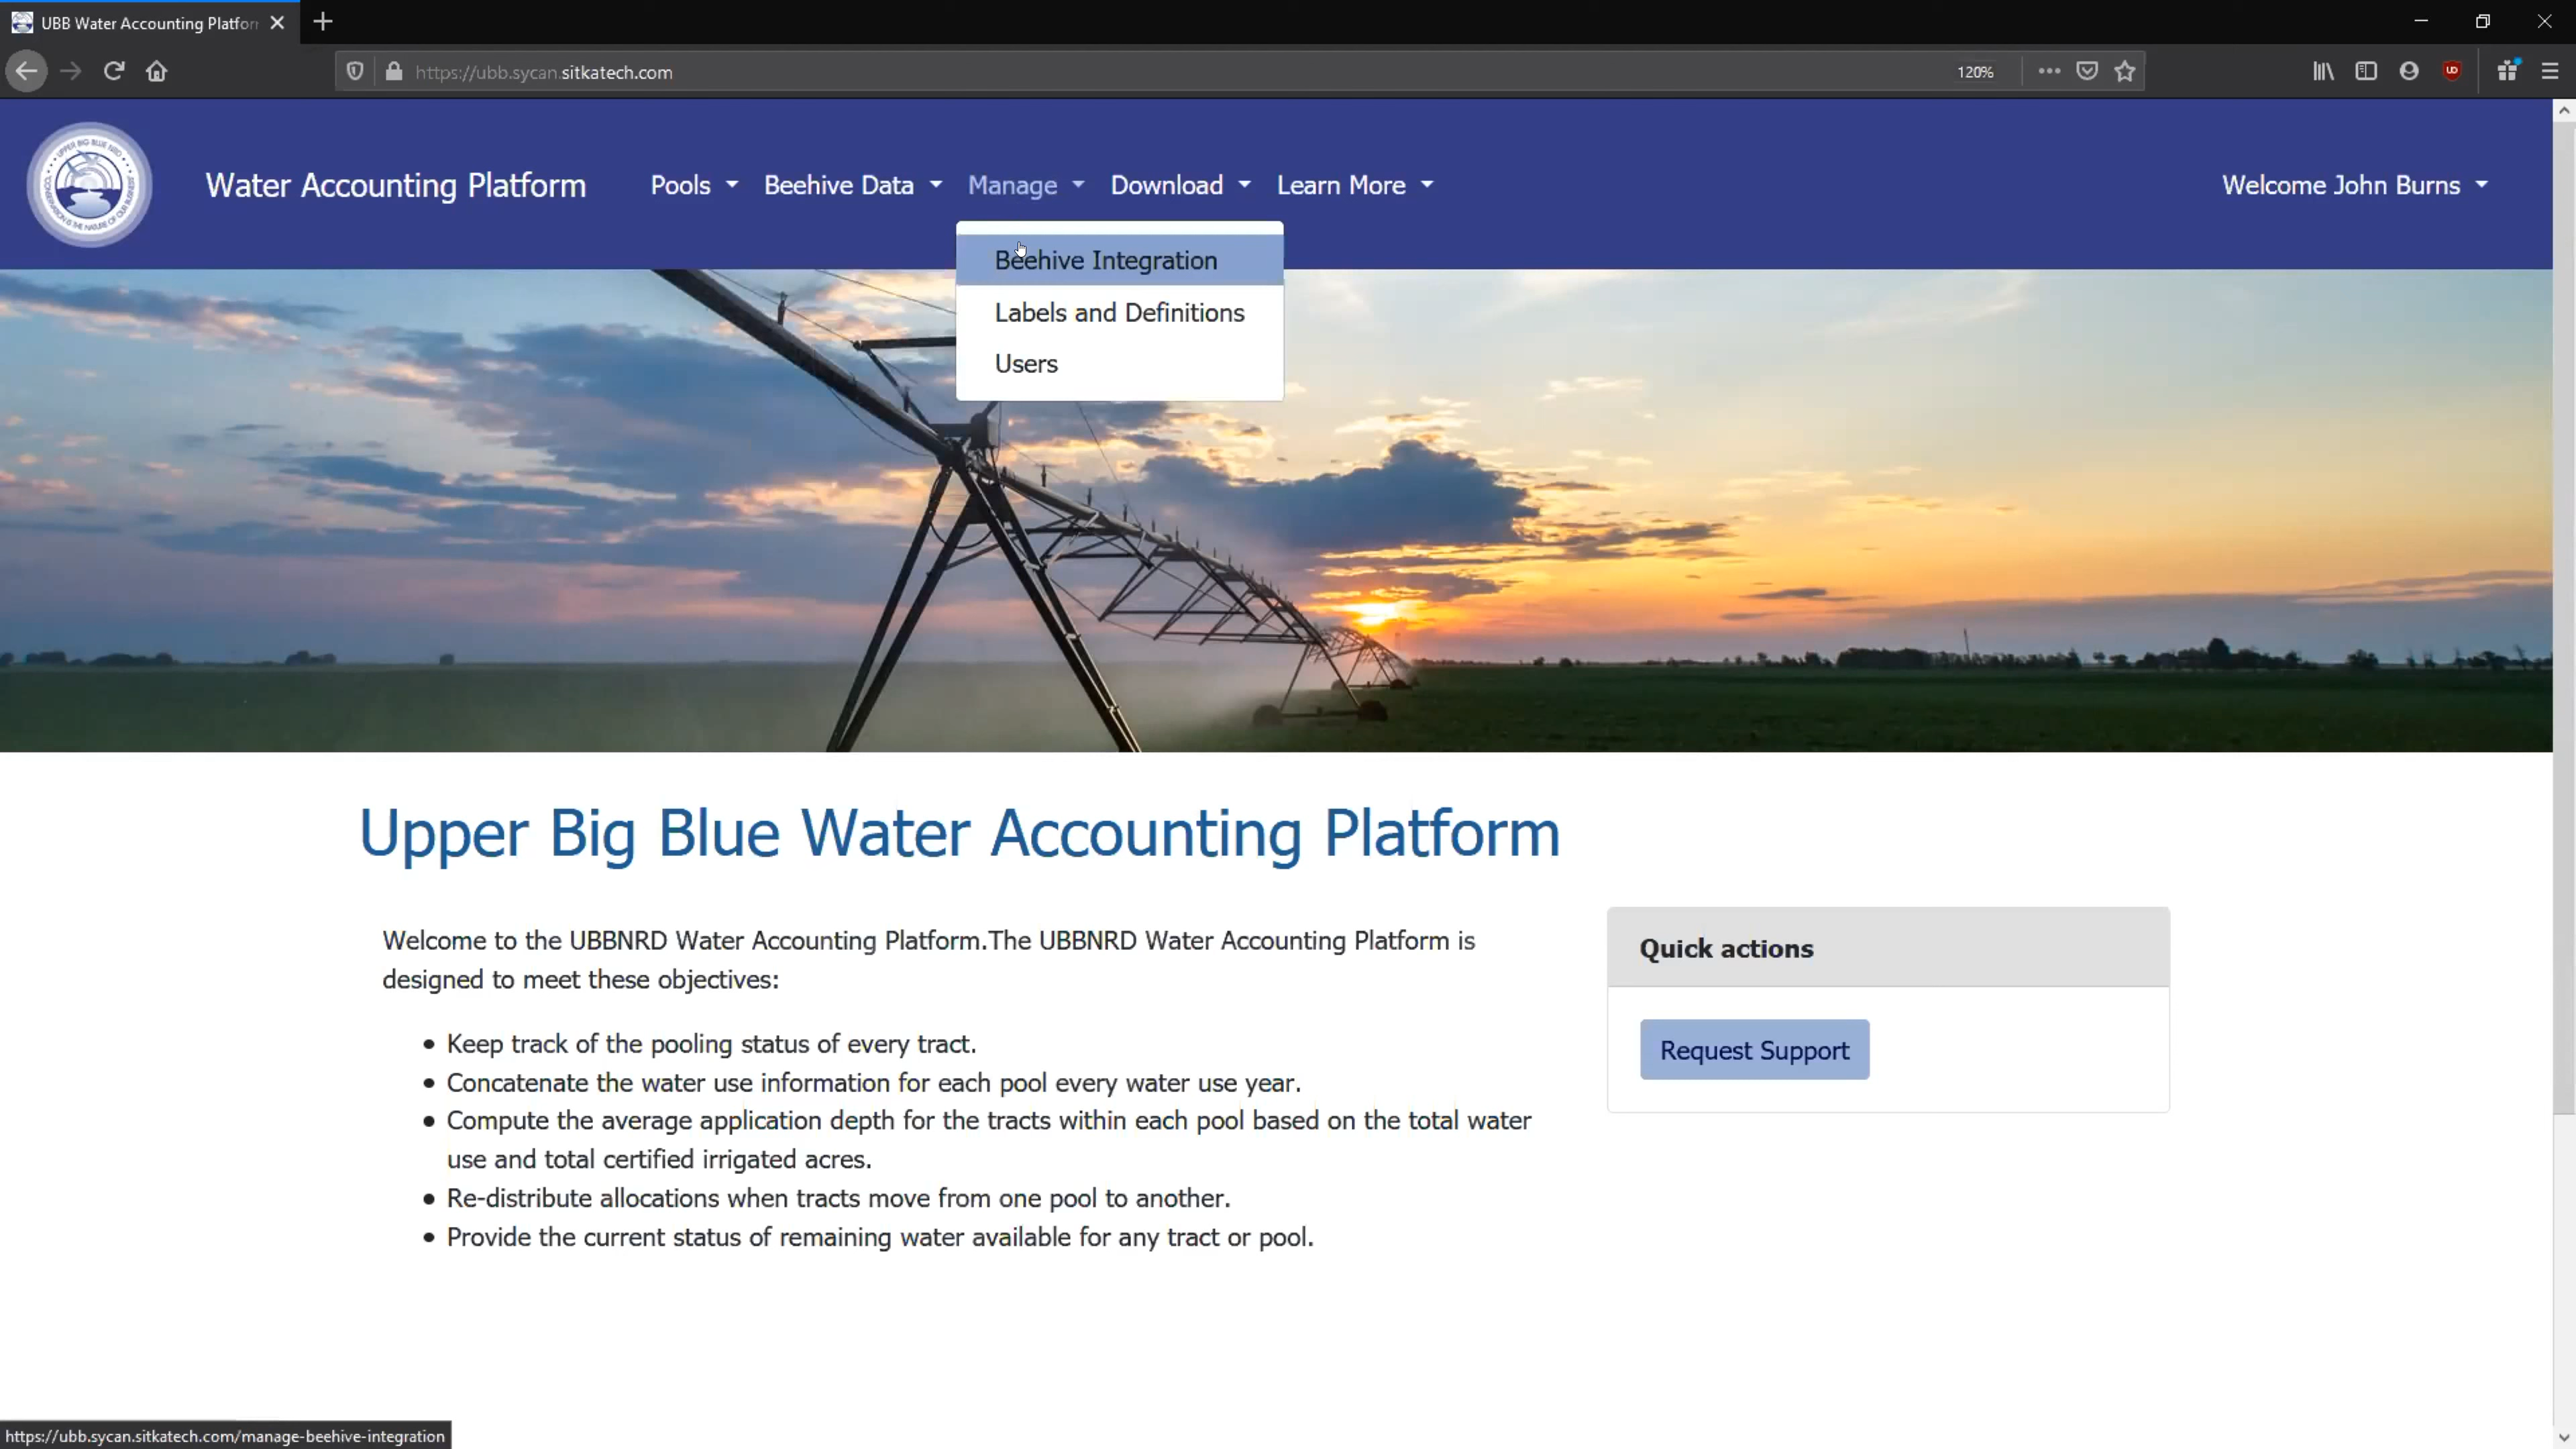 UBB Water Accounting Platfor
https://ubb.sycan.sitkatech.com
120%
UPPER BIG BLUE NRD
Water Accounting Platform
Pools
Beehive Data
Manage
Download
Learn More
Welcome John Burns
Beehive Integration
Labels and Definitions
Users
Upper Big Blue Water Accounting Platform
Welcome to the UBBNRD Water Accounting Platform.The UBBNRD Water Accounting Platform is
designed to meet these objectives:
• Keep track of the pooling status of every tract.
• Concatenate the water use information for each pool every water use year.
• Compute the average application depth for the tracts within each pool based on the total water
use and total certified irrigated acres.
• Re-distribute allocations when tracts move from one pool to another.
• Provide the current status of remaining water available for any tract or pool.
Quick actions
Request Support
https://ubb.sycan.sitkatech.com/manage-beehive-integration